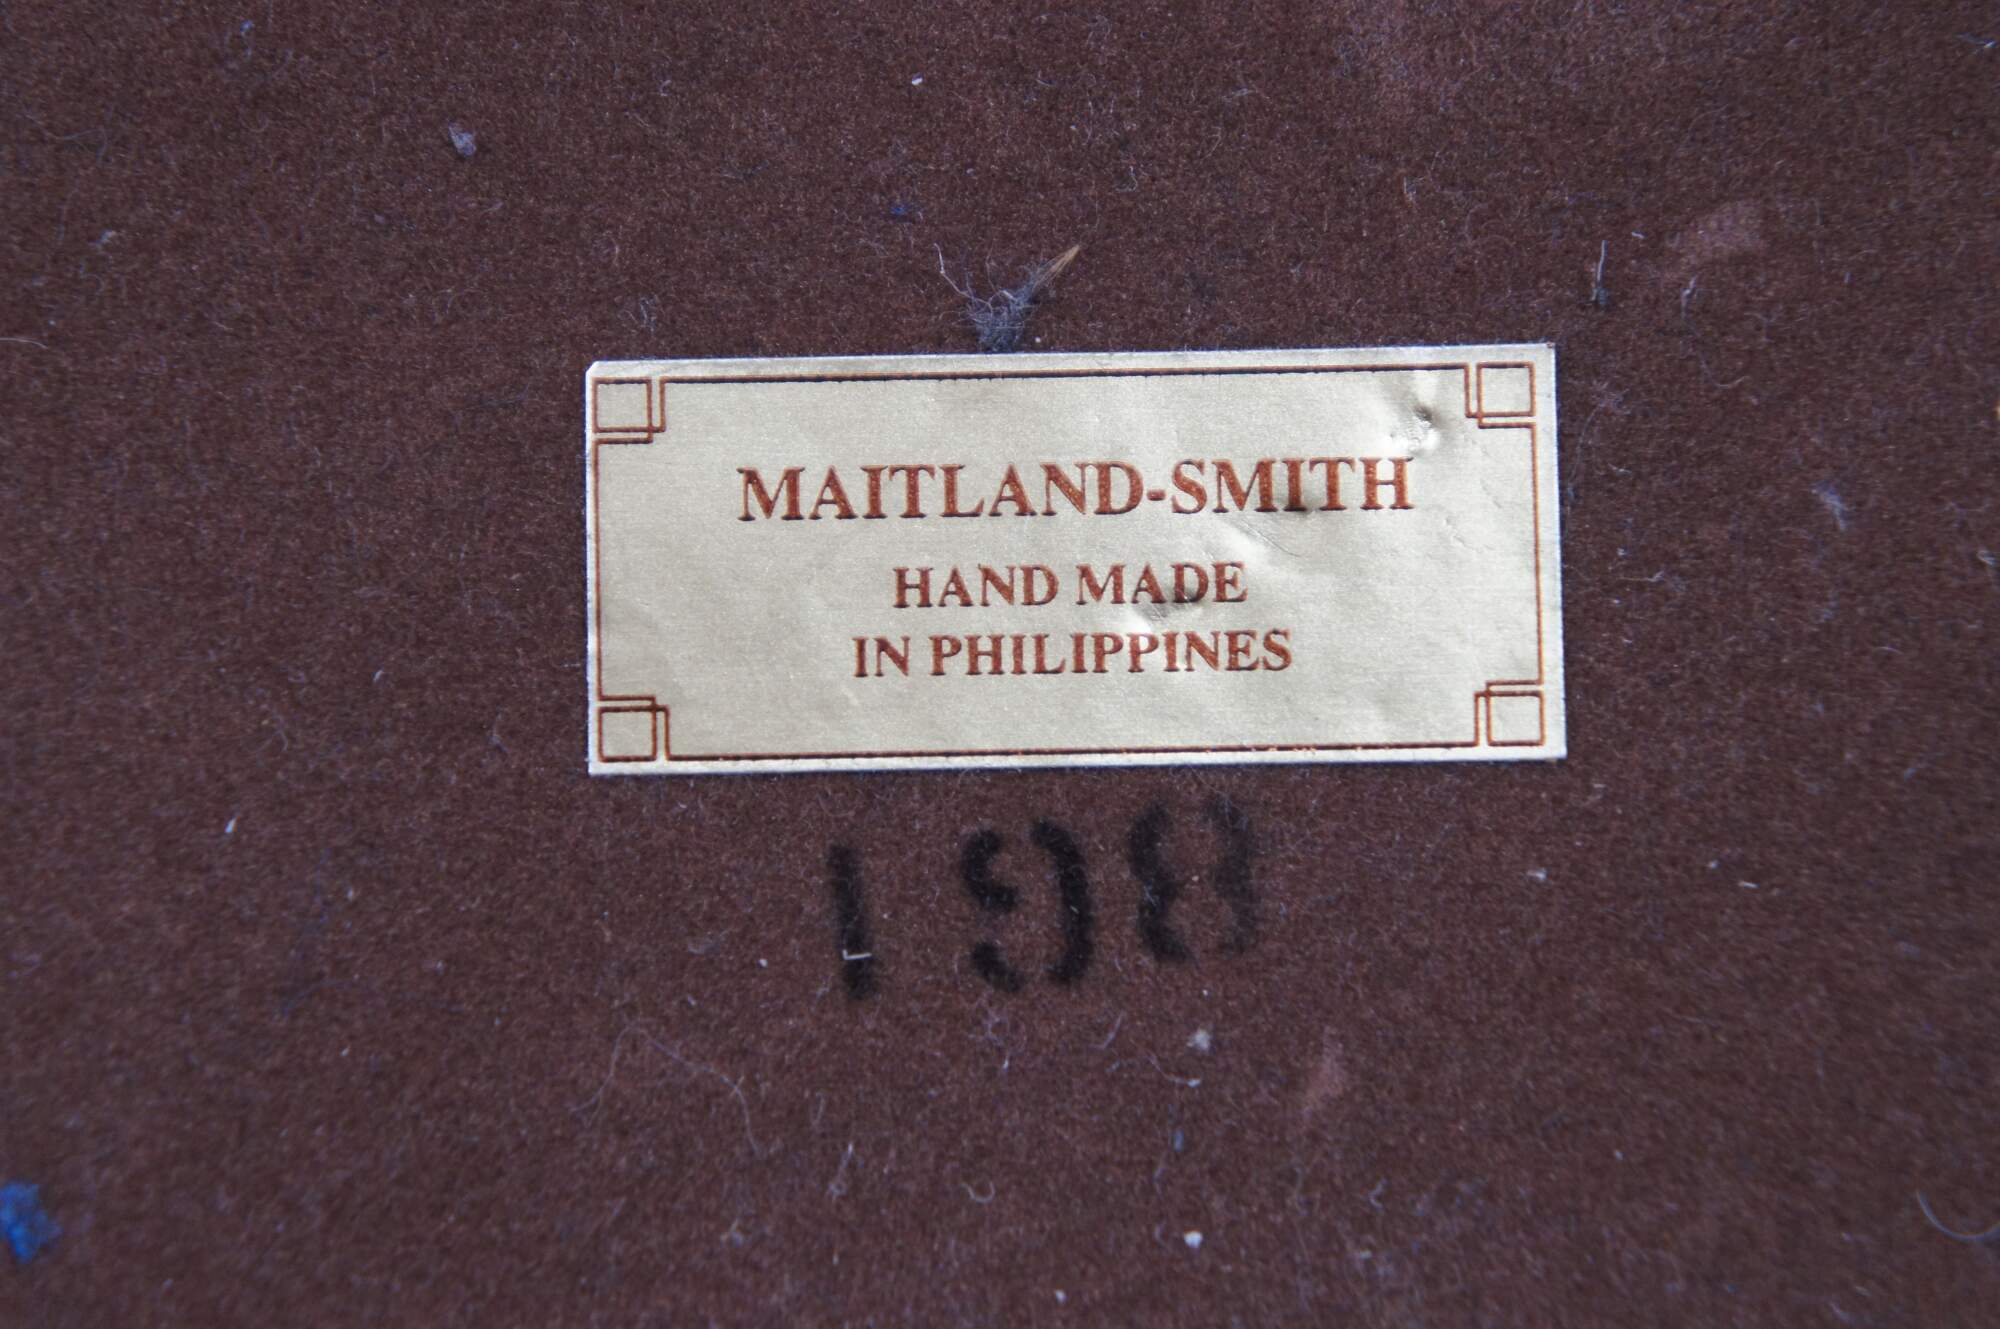 MAITLAND-SMITH
HAND MADE
IN PHILIPPINES
198